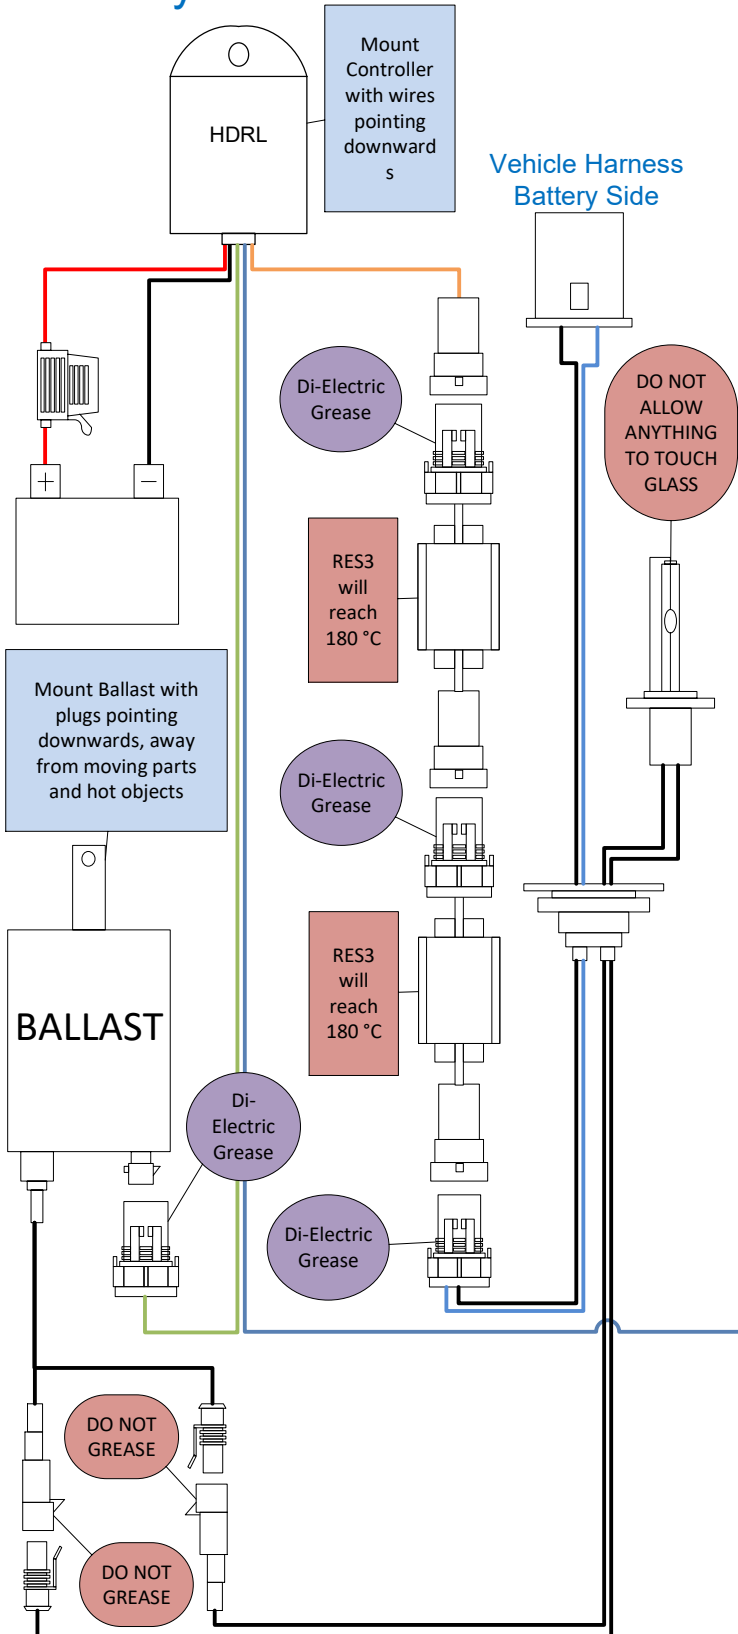 y
Mount
Controller
with wires
pointing
downward
s
HDRL
Vehicle Harness
Battery Side
Di-Electric
Grease
DO NOT
ALLOW
ANYTHING
TO TOUCH
GLASS
+
−
RES3
will
reach
180 °C
Mount Ballast with
plugs pointing
downwards, away
from moving parts
and hot objects
Di-Electric
Grease
BALLAST
RES3
will
reach
180 °C
Di-
Electric
Grease
Di-Electric
Grease
DO NOT
GREASE
DO NOT
GREASE